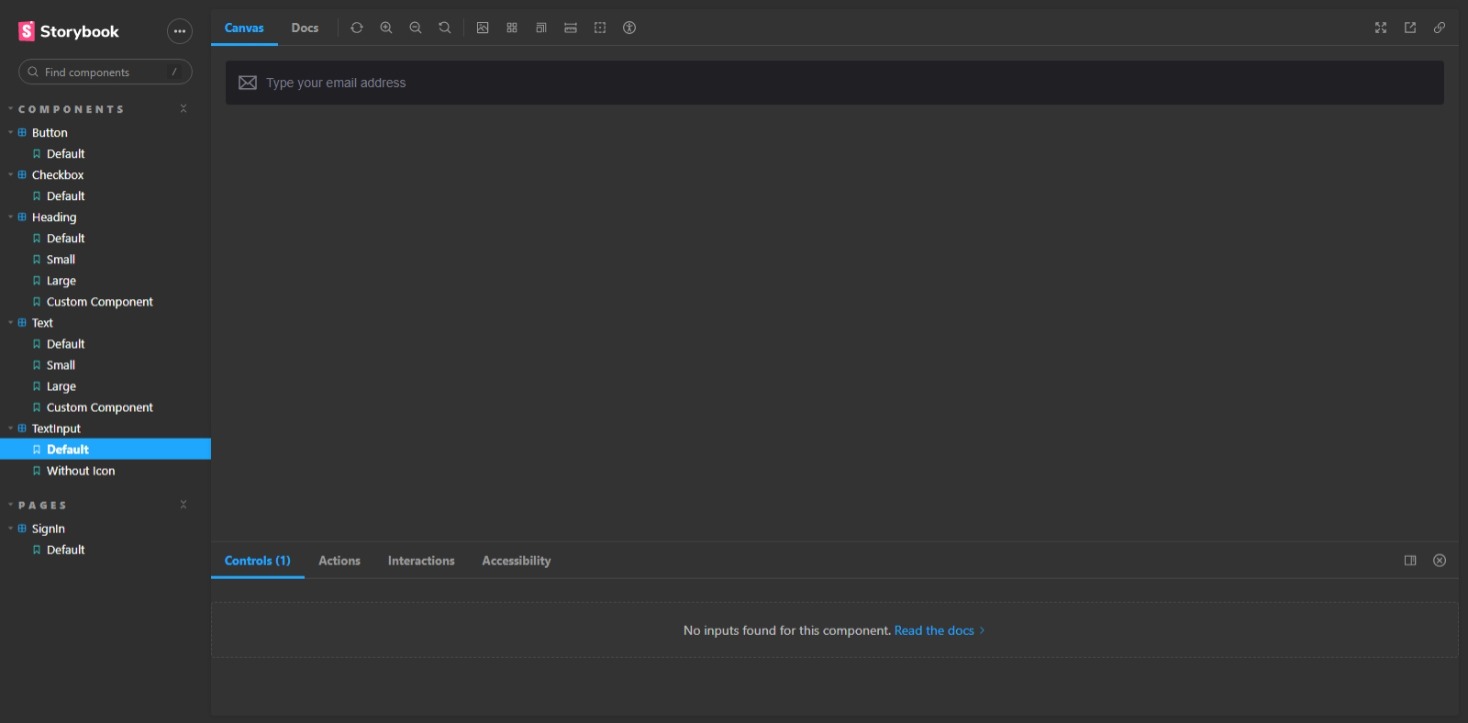 Storybook
Find components
/
COMPONENTS
Button
Default
Checkbox
Default
Heading
Default
Small
Large
Custom Component
Text
Default
Small
Large
Custom Component
TextInput
Default
Without Icon
PAGES
SignIn
Default
Canvas
Docs
Type your email address
Controls (1)
Actions
Interactions
Accessibility
No inputs found for this component. Read the docs